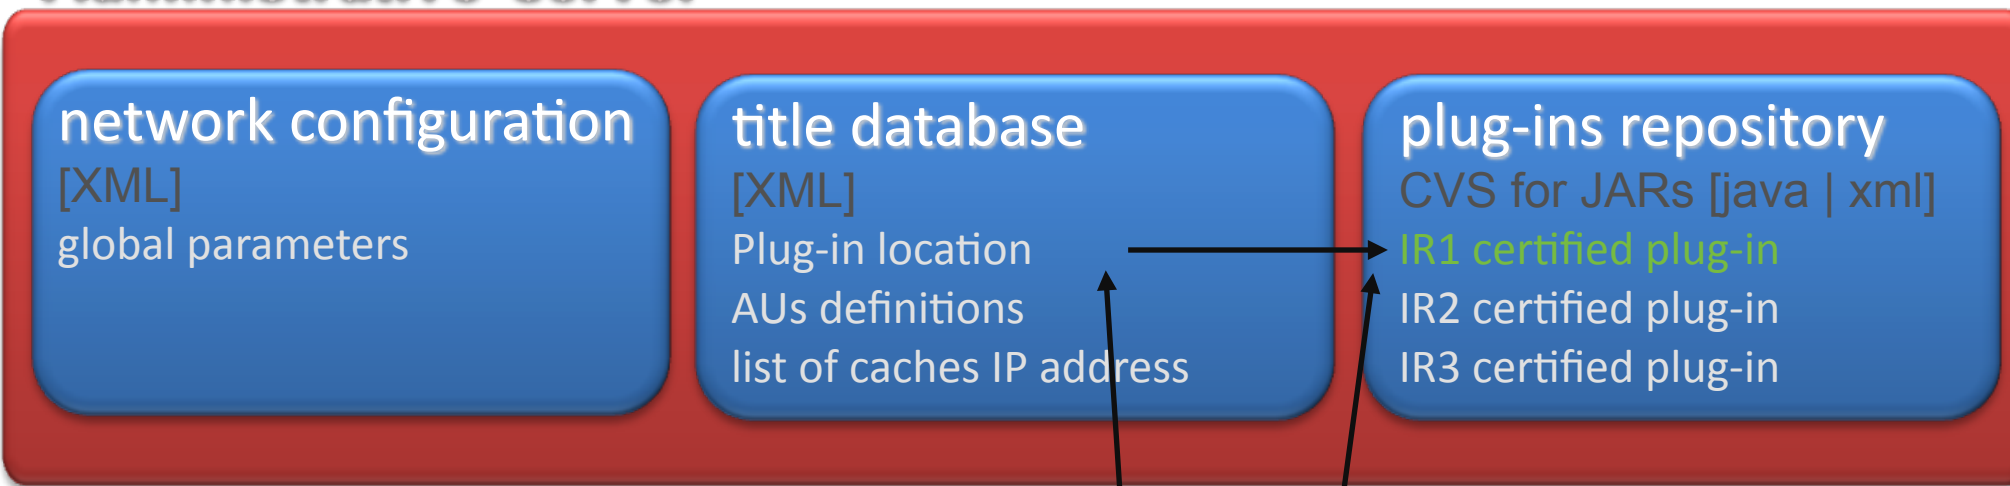 network configuration
[XML]
global parameters
title database
[XML]
Plug-in location
AUs definitions
list of caches IP address
plug-ins repository
CVS for JARs [java | xml]
IR1 certified plug-in
IR2 certified plug-in
IR3 certified plug-in